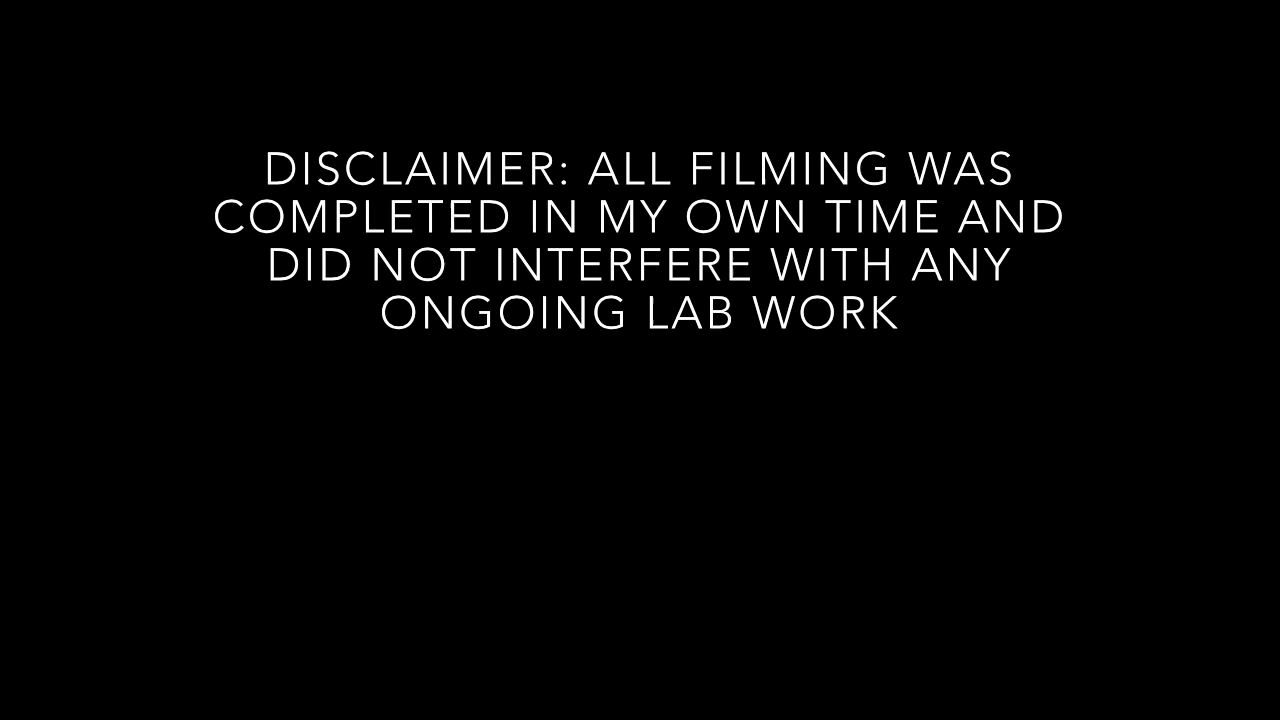 DISCLAIMER: ALL FILMING WAS
COMPLETED IN MY OWN TIME AND
DID NOT INTERFERE WITH ANY
ONGOING LAB WORK